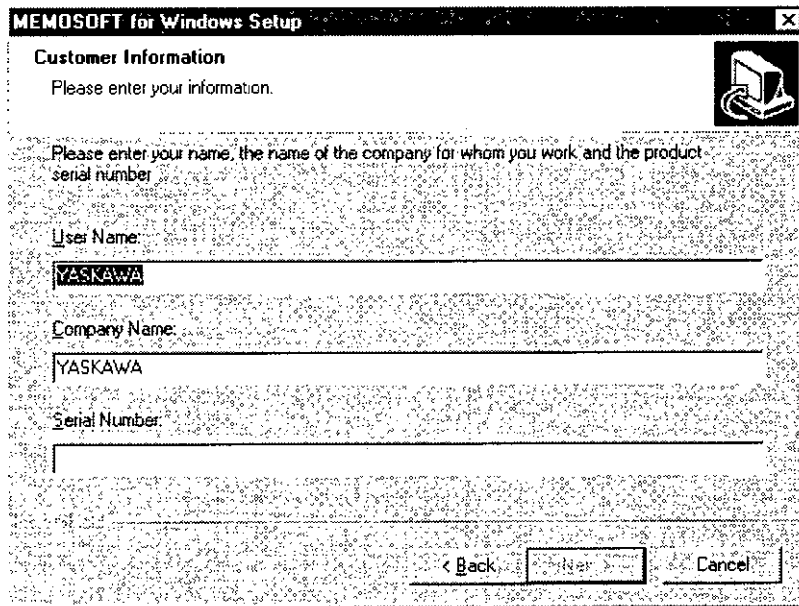 MEMOSOFT for Windows Setup
Customer Information
Please enter your information.
Please enter your name, the name of the company for whom you work and the product
serial number
User Name:
YASKAWA
Company Name:
YASKAWA
Serial Number:
< Back
Cancel